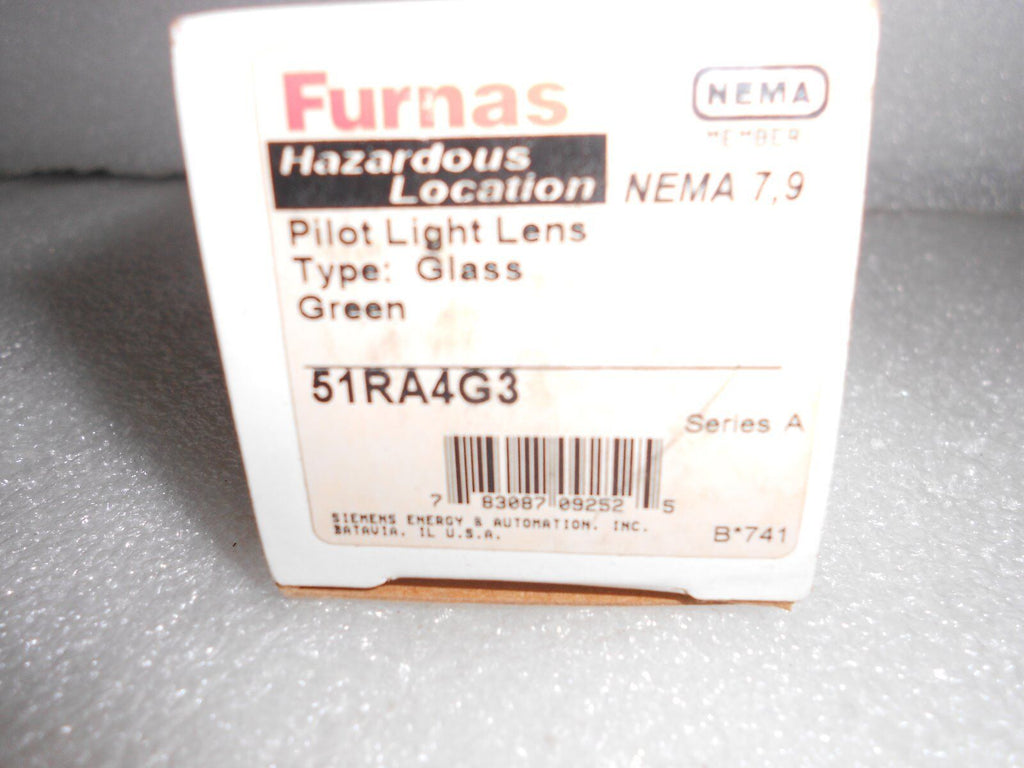 Furnas
NEMA
MEMBER
Hazardous
Location
NEMA 7,9
Pilot Light Lens
Type: Glass
Green
51RA4G3
Series A
7 83087 09252 5
SIEMENS ENERGY & AUTOMATION, INC.
BATAVIA, IL U.S.A.
B*741